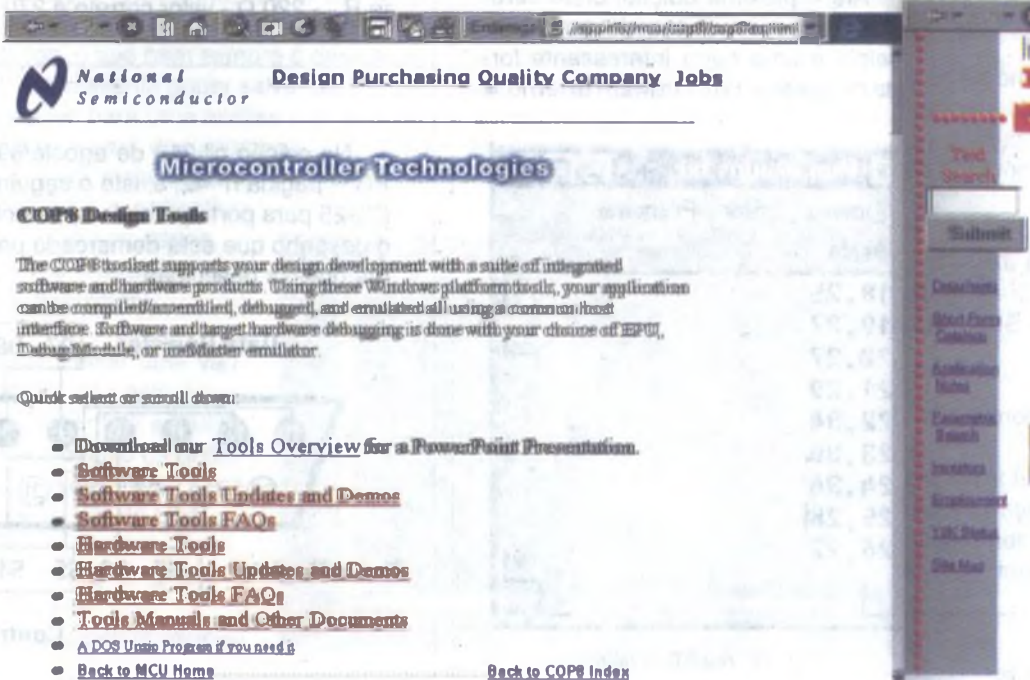 National
Semiconductor
Design Purchasing Quality Company Jobs
Microcontroller Technologies
COP8 Design Tools
The COP8 toolset supports your design development with a suite of integrated
software and hardware products. Using these Windows platform tools, your application
can be compiled/assembled, debugged, and emulated all using a common host
interface. Software and target hardware debugging is done with your choice of EPU,
Debug Module, or iceMaster emulator.
Quick select or scroll down:
Download our Tools Overview for a PowerPoint Presentation.
Software Tools
Software Tools Updates and Demos
Software Tools FAQs
Hardware Tools
Hardware Tools Updates and Demos
Hardware Tools FAQs
Tools Manuals and Other Documents
A DOS Unzip Program if you need it
Back to MCU Home
Back to COP8 Index
Text
Search
Submit
Datasheets
Short Form
Catalog
Application
Notes
Parametric
Search
Investors
Employment
Y2K Status
Site Map